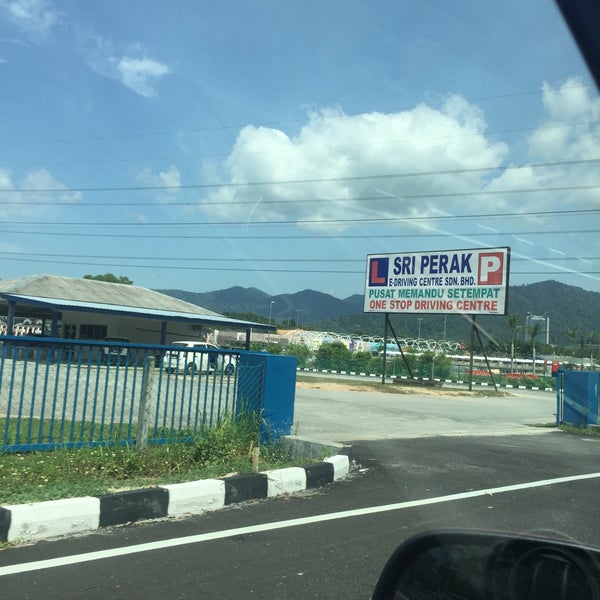 L SRI PERAK P
E-DRIVING CENTRE SDN. BHD.
PUSAT MEMANDU SETEMPAT
ONE STOP DRIVING CENTRE